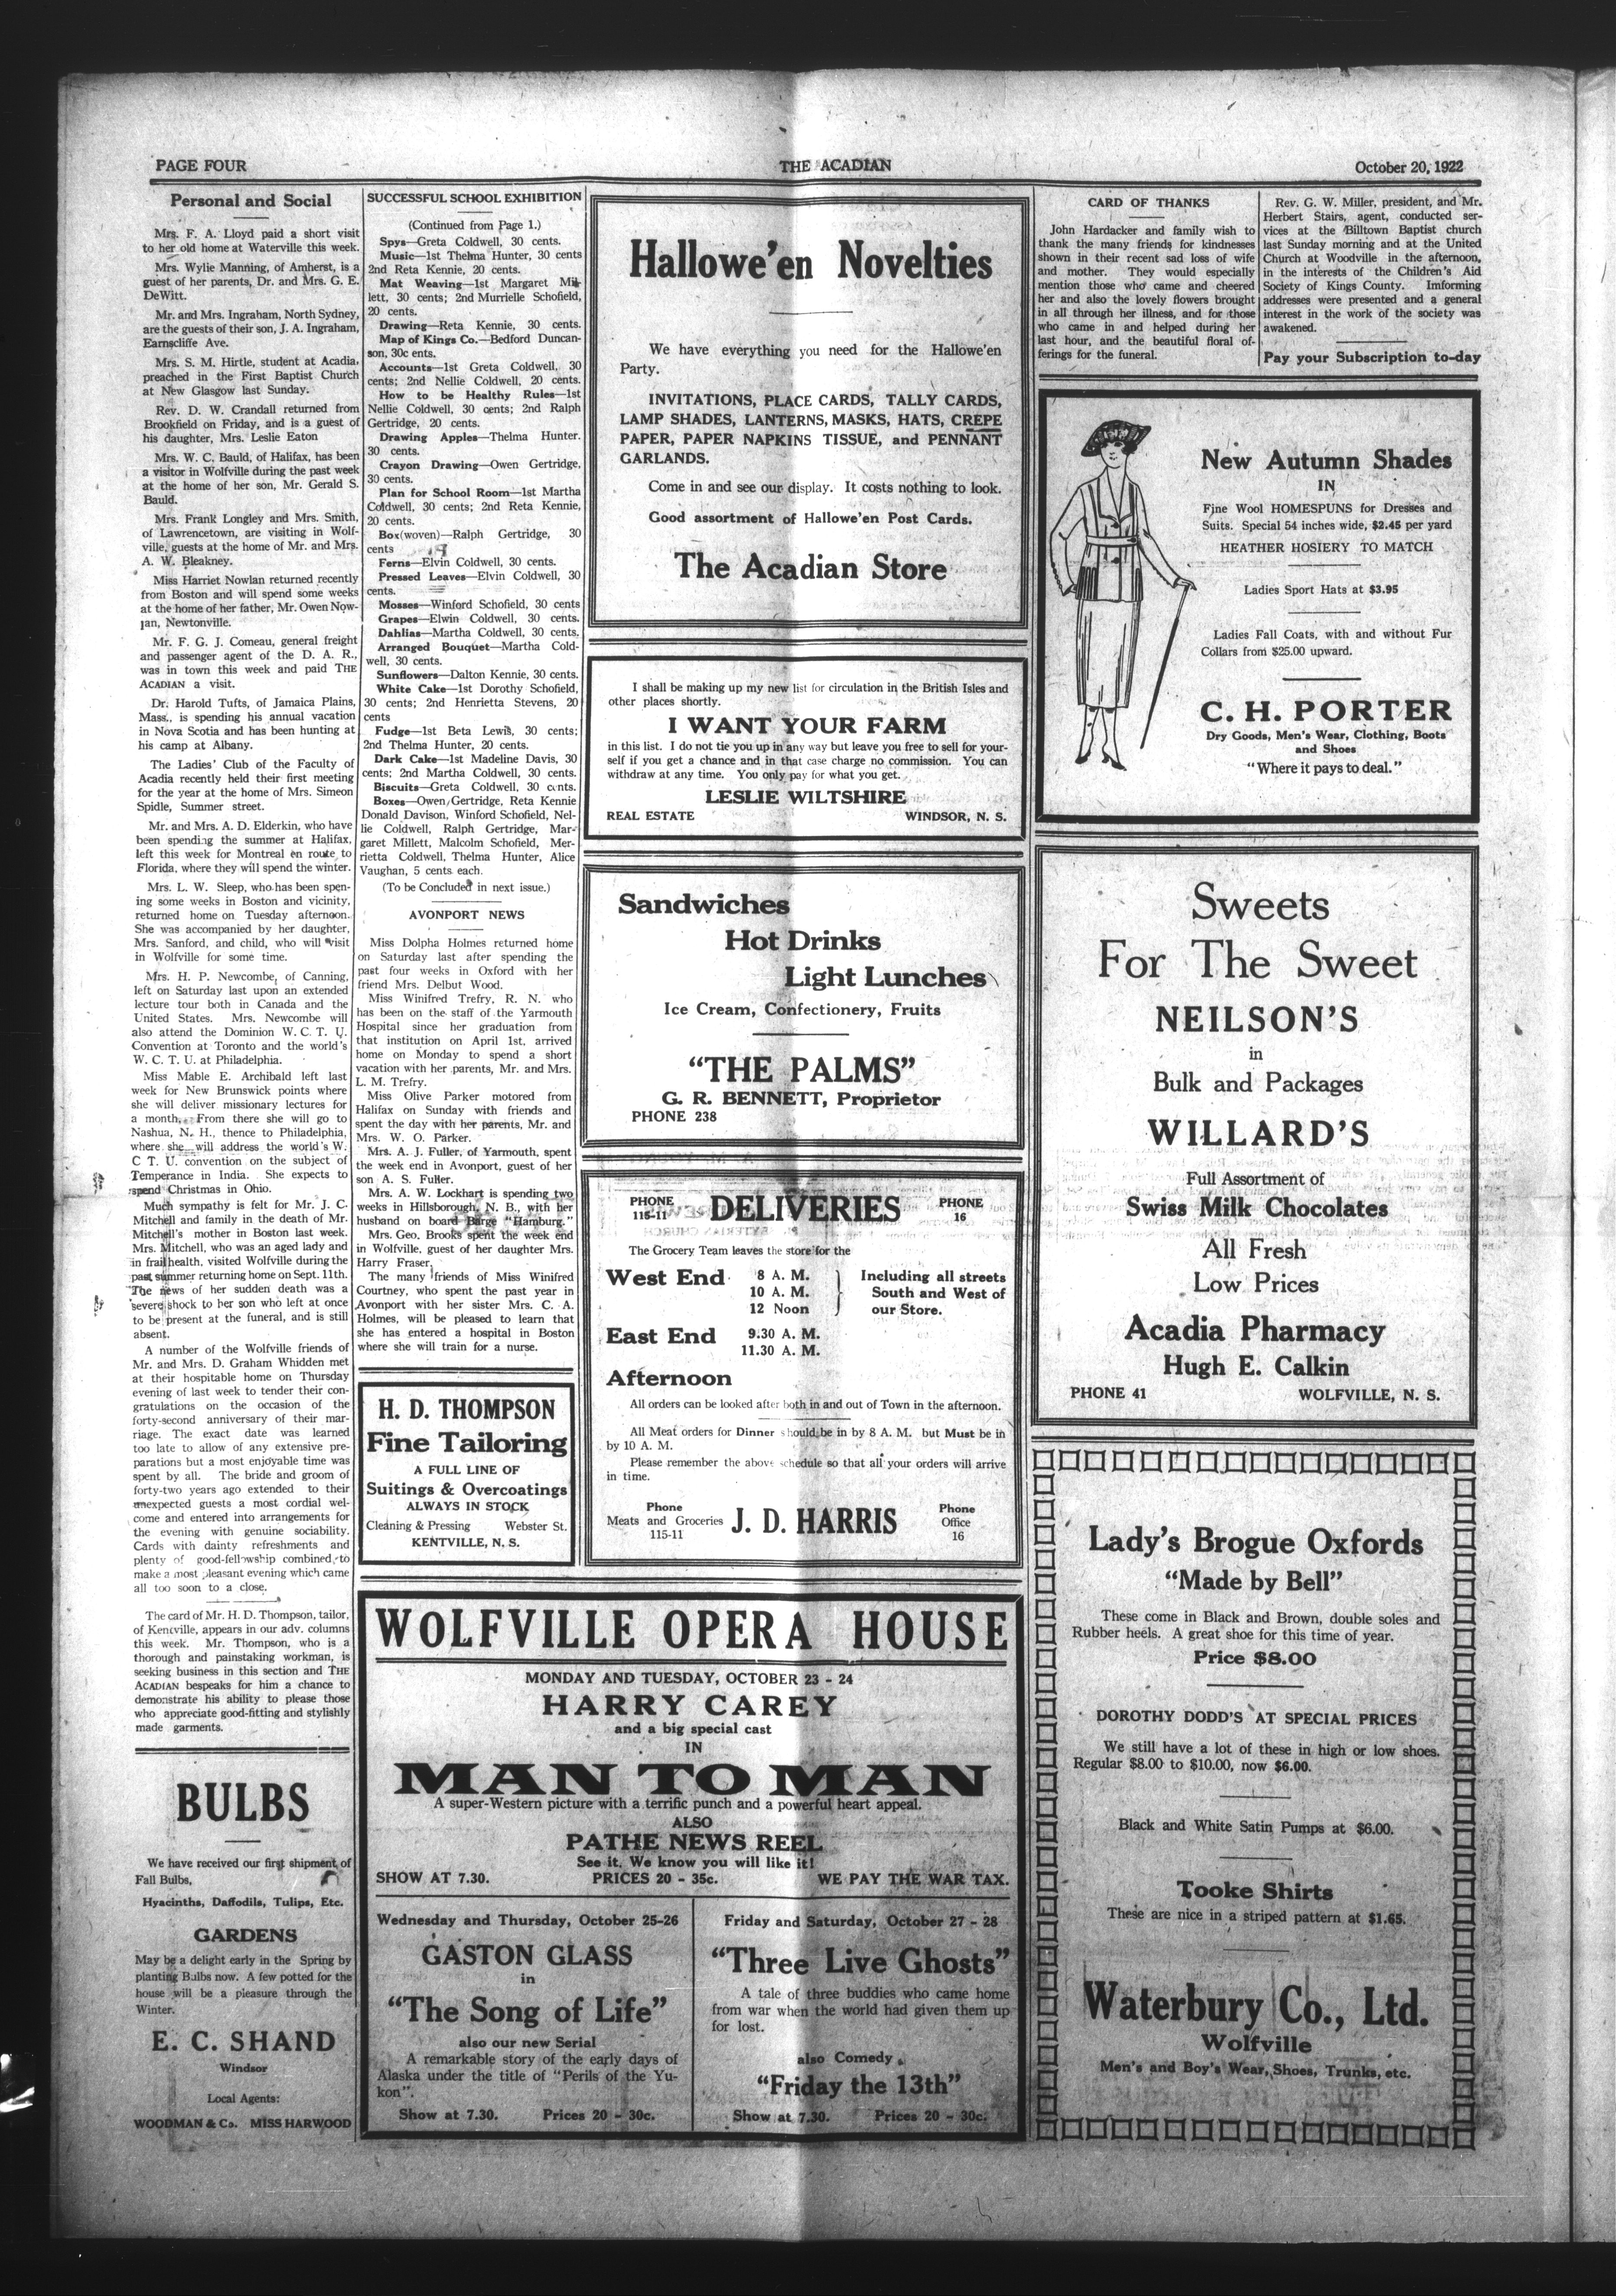 PAGE FOUR
THE ACADIAN
October 20, 1922
Personal and Social
Mrs. F. A. Lloyd paid a short visit
to her old home at Waterville this week.
Mrs. Wylie Manning, of Amherst, is a
guest of her parents, Dr. and Mrs. G. E.
DeWitt.
Mr. and Mrs. Ingraham, North Sydney,
are the guests of their son, J. A. Ingraham,
Earnscliffe Ave.
Mrs. S. M. Hirtle, student at Acadia,
preached in the First Baptist Church
at New Glasgow last Sunday.
Rev. D. W. Crandall returned from
Brookfield on Friday, and is a guest of
his daughter, Mrs. Leslie Eaton
Mrs. W. C. Bauld, of Halifax, has been
a visitor in Wolfville during the past week
at the home of her son, Mr. Gerald S.
Bauld.
Mrs. Frank Longley and Mrs. Smith,
of Lawrencetown, are visiting in Wolf-
ville, guests at the home of Mr. and Mrs.
A. W. Bleakney.
Miss Harriet Nowlan returned recently
from Boston and will spend some weeks
at the home of her father, Mr. Owen Now-
lan, Newtonville.
Mr. F. G. J. Comeau, general freight
and passenger agent of the D. A. R.,
was in town this week and paid THE
ACADIAN a visit.
Dr. Harold Tufts, of Jamaica Plains,
Mass., is spending his annual vacation
in Nova Scotia and has been hunting at
his camp at Albany.
The Ladies' Club of the Faculty of
Acadia recently held their first meeting
for the year at the home of Mrs. Simeon
Spidle, Summer street.
Mr. and Mrs. A. D. Elderkin, who have
been spending the summer at Halifax,
left this week for Montreal en route to
Florida, where they will spend the winter.
Mrs. L. W. Sleep, who has been spen-
ing some weeks in Boston and vicinity,
returned home on Tuesday afternoon.
She was accompanied by her daughter,
Mrs. Sanford, and child, who will visit
in Wolfville for some time.
Mrs. H. P. Newcombe, of Canning,
left on Saturday last upon an extended
lecture tour both in Canada and the
United States. Mrs. Newcombe will
also attend the Dominion W. C. T. U.
Convention at Toronto and the world's
W. C. T. U. at Philadelphia.
Miss Mable E. Archibald left last
week for New Brunswick points where
she will deliver missionary lectures for
a month. From there she will go to
Nashua, N. H., thence to Philadelphia,
where she will address the world's W.
C T. U. convention on the subject of
Temperance in India. She expects to
spend Christmas in Ohio.
Much sympathy is felt for Mr. J. C.
Mitchell and family in the death of Mr.
Mitchell's mother in Boston last week.
Mrs. Mitchell, who was an aged lady and
in frail health, visited Wolfville during the
past summer returning home on Sept. 11th.
The news of her sudden death was a
severe shock to her son who left at once
to be present at the funeral, and is still
absent.
A number of the Wolfville friends of
Mr. and Mrs. D. Graham Whidden met
at their hospitable home on Thursday
evening of last week to tender their con-
gratulations on the occasion of the
forty-second anniversary of their mar-
riage. The exact date was learned
too late to allow of any extensive pre-
parations but a most enjoyable time was
spent by all. The bride and groom of
forty-two years ago extended to their
unexpected guests a most cordial wel-
come and entered into arrangements for
the evening with genuine sociability.
Cards with dainty refreshments and
plenty of good-fellowship combined to
make a most pleasant evening which came
all too soon to a close.
The card of Mr. H. D. Thompson, tailor,
of Kentville, appears in our adv. columns
this week. Mr. Thompson, who is a
thorough and painstaking workman, is
seeking business in this section and THE
ACADIAN bespeaks for him a chance to
demonstrate his ability to please those
who appreciate good-fitting and stylishly
made garments.
BULBS
We have received our first shipment of
Fall Bulbs,
Hyacinths, Daffodils, Tulips, Etc.
GARDENS
May be a delight early in the Spring by
planting Bulbs now. A few potted for the
house will be a pleasure through the
Winter.
E. C. SHAND
Windsor
Local Agents:
WOODMAN & Co. MISS HARWOOD
SUCCESSFUL SCHOOL EXHIBITION
(Continued from Page 1.)
Spys—Greta Coldwell, 30 cents.
Music—1st Thelma Hunter, 30 cents
2nd Reta Kennie, 20 cents.
Mat Weaving—1st Margaret Mil-
lett, 30 cents; 2nd Murrielle Schofield,
20 cents.
Drawing—Reta Kennie, 30 cents.
Map of Kings Co.—Bedford Duncan-
son, 30c ents.
Accounts—1st Greta Coldwell, 30
cents; 2nd Nellie Coldwell, 20 cents.
How to be Healthy Rules—1st
Nellie Coldwell, 30 cents; 2nd Ralph
Gertridge, 20 cents.
Drawing Apples—Thelma Hunter.
30 cents.
Crayon Drawing—Owen Gertridge,
30 cents.
Plan for School Room—1st Martha
Coldwell, 30 cents; 2nd Reta Kennie,
20 cents.
Box(woven)—Ralph Gertridge, 30
cents
Ferns—Elvin Coldwell, 30 cents.
Pressed Leaves—Elvin Coldwell, 30
cents.
Mosses—Winford Schofield, 30 cents
Grapes—Elwin Coldwell, 30 cents.
Dahlias—Martha Coldwell, 30 cents.
Arranged Bouquet—Martha Cold-
well, 30 cents.
Sunflowers—Dalton Kennie, 30 cents.
White Cake—1st Dorothy Schofield,
30 cents; 2nd Henrietta Stevens, 20
cents
Fudge—1st Beta Lewis, 30 cents;
2nd Thelma Hunter, 20 cents.
Dark Cake—1st Madeline Davis, 30
cents; 2nd Martha Coldwell, 30 cents.
Biscuits—Greta Coldwell, 30 cents.
Boxes—Owen Gertridge, Reta Kennie
Donald Davison, Winford Schofield, Nel-
lie Coldwell, Ralph Gertridge, Mar-
garet Millett, Malcolm Schofield, Mer-
rietta Coldwell, Thelma Hunter, Alice
Vaughan, 5 cents each.
(To be Concluded in next issue.)
AVONPORT NEWS
Miss Dolpha Holmes returned home
on Saturday last after spending the
past four weeks in Oxford with her
friend Mrs. Delbut Wood.
Miss Winifred Trefry, R. N. who
has been on the staff of the Yarmouth
Hospital since her graduation from
that institution on April 1st, arrived
home on Monday to spend a short
vacation with her parents, Mr. and Mrs.
L. M. Trefry.
Miss Olive Parker motored from
Halifax on Sunday with friends and
spent the day with her parents, Mr. and
Mrs. W. O. Parker.
Mrs. A. J. Fuller, of Yarmouth, spent
the week end in Avonport, guest of her
son A. S. Fuller.
Mrs. A. W. Lockhart is spending two
weeks in Hillsborough, N. B., with her
husband on board Barge "Hamburg."
Mrs. Geo. Brooks spent the week end
in Wolfville, guest of her daughter Mrs.
Harry Fraser.
The many friends of Miss Winifred
Courtney, who spent the past year in
Avonport with her sister Mrs. C. A.
Holmes, will be pleased to learn that
she has entered a hospital in Boston
where she will train for a nurse.
H. D. THOMPSON
Fine Tailoring
A FULL LINE OF
Suitings & Overcoatings
ALWAYS IN STOCK
Cleaning & Pressing Webster St.
KENTVILLE, N. S.
Hallowe'en Novelties
We have everything you need for the Hallowe'en
Party.
INVITATIONS, PLACE CARDS, TALLY CARDS,
LAMP SHADES, LANTERNS, MASKS, HATS, CREPE
PAPER, PAPER NAPKINS TISSUE, and PENNANT
GARLANDS.
Come in and see our display. It costs nothing to look.
Good assortment of Hallowe'en Post Cards.
The Acadian Store
I shall be making up my new list for circulation in the British Isles and
other places shortly.
I WANT YOUR FARM
in this list. I do not tie you up in any way but leave you free to sell for your-
self if you get a chance and in that case charge no commission. You can
withdraw at any time. You only pay for what you get.
LESLIE WILTSHIRE
REAL ESTATE WINDSOR, N. S.
Sandwiches
Hot Drinks
Light Lunches
Ice Cream, Confectionery, Fruits
"THE PALMS"
G. R. BENNETT, Proprietor
PHONE 238
PHONE DELIVERIES PHONE
115-11 16
The Grocery Team leaves the store for the
West End 8 A. M. Including all streets
10 A. M. South and West of
12 Noon our Store.
East End 9.30 A. M.
11.30 A. M.
Afternoon
All orders can be looked after both in and out of Town in the afternoon.
All Meat orders for Dinner should be in by 8 A. M. but Must be in
by 10 A. M.
Please remember the above schedule so that all your orders will arrive
in time.
Phone Phone
Meats and Groceries J. D. HARRIS Office
115-11 16
WOLFVILLE OPERA HOUSE
MONDAY AND TUESDAY, OCTOBER 23 - 24
HARRY CAREY
and a big special cast
IN
MAN TO MAN
A super-Western picture with a terrific punch and a powerful heart appeal.
ALSO
PATHE NEWS REEL
See it. We know you will like it!
SHOW AT 7.30. PRICES 20 - 35c. WE PAY THE WAR TAX.
Wednesday and Thursday, October 25-26
GASTON GLASS
in
"The Song of Life"
also our new Serial
A remarkable story of the early days of
Alaska under the title of "Perils of the Yu-
kon".
Show at 7.30. Prices 20 - 30c.
Friday and Saturday, October 27 - 28
"Three Live Ghosts"
A tale of three buddies who came home
from war when the world had given them up
for lost.
also Comedy
"Friday the 13th"
Show at 7.30. Prices 20 - 30c.
CARD OF THANKS
John Hardacker and family wish to
thank the many friends for kindnesses
shown in their recent sad loss of wife
and mother. They would especially
mention those who came and cheered
her and also the lovely flowers brought
in all through her illness, and for those
who came in and helped during her
last hour, and the beautiful floral of-
ferings for the funeral.
Rev. G. W. Miller, president, and Mr.
Herbert Stairs, agent, conducted ser-
vices at the Billtown Baptist church
last Sunday morning and at the United
Church at Woodville in the afternoon,
in the interests of the Children's Aid
Society of Kings County. Imforming
addresses were presented and a general
interest in the work of the society was
awakened.
Pay your Subscription to-day
New Autumn Shades
IN
Fine Wool HOMESPUNS for Dresses and
Suits. Special 54 inches wide, $2.45 per yard
HEATHER HOSIERY TO MATCH
Ladies Sport Hats at $3.95
Ladies Fall Coats, with and without Fur
Collars from $25.00 upward.
C. H. PORTER
Dry Goods, Men's Wear, Clothing, Boots
and Shoes
"Where it pays to deal."
Sweets
For The Sweet
NEILSON'S
in
Bulk and Packages
WILLARD'S
Full Assortment of
Swiss Milk Chocolates
All Fresh
Low Prices
Acadia Pharmacy
Hugh E. Calkin
PHONE 41 WOLFVILLE, N. S.
Lady's Brogue Oxfords
"Made by Bell"
These come in Black and Brown, double soles and
Rubber heels. A great shoe for this time of year.
Price $8.00
DOROTHY DODD'S AT SPECIAL PRICES
We still have a lot of these in high or low shoes.
Regular $8.00 to $10.00, now $6.00.
Black and White Satin Pumps at $6.00.
Tooke Shirts
These are nice in a striped pattern at $1.65.
Waterbury Co., Ltd.
Wolfville
Men's and Boy's Wear, Shoes, Trunks, etc.